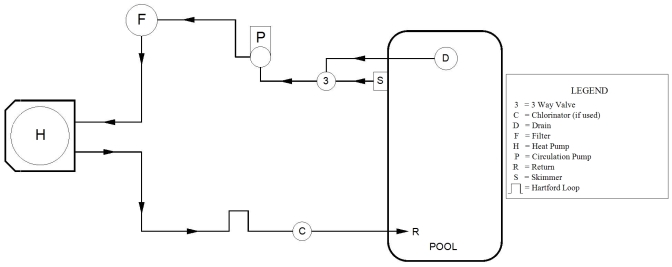 F
P
D
3
S
H
C
R
POOL
LEGEND
3 = 3 Way Valve
C = Chlorinator (if used)
D = Drain
F = Filter
H = Heat Pump
P = Circulation Pump
R = Return
S = Skimmer
= Hartford Loop